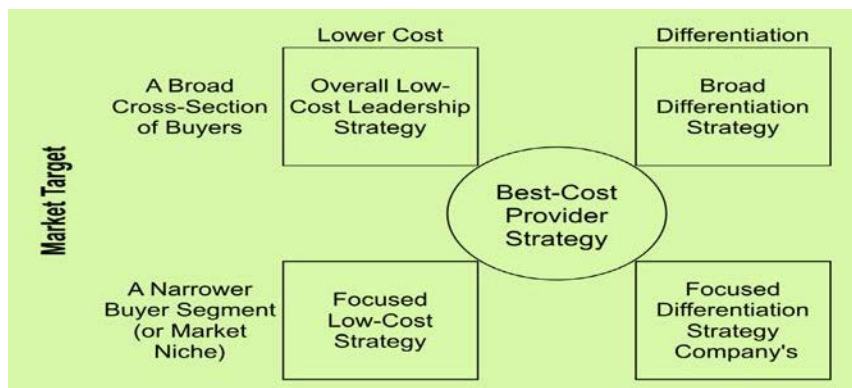 Lower Cost
Differentiation
A Broad
Cross-Section
of Buyers
Overall Low-
Cost Leadership
Strategy
Broad
Differentiation
Strategy
Market Target
Best-Cost
Provider
Strategy
A Narrower
Buyer Segment
(or Market
Niche)
Focused
Low-Cost
Strategy
Focused
Differentiation
Strategy
Company's